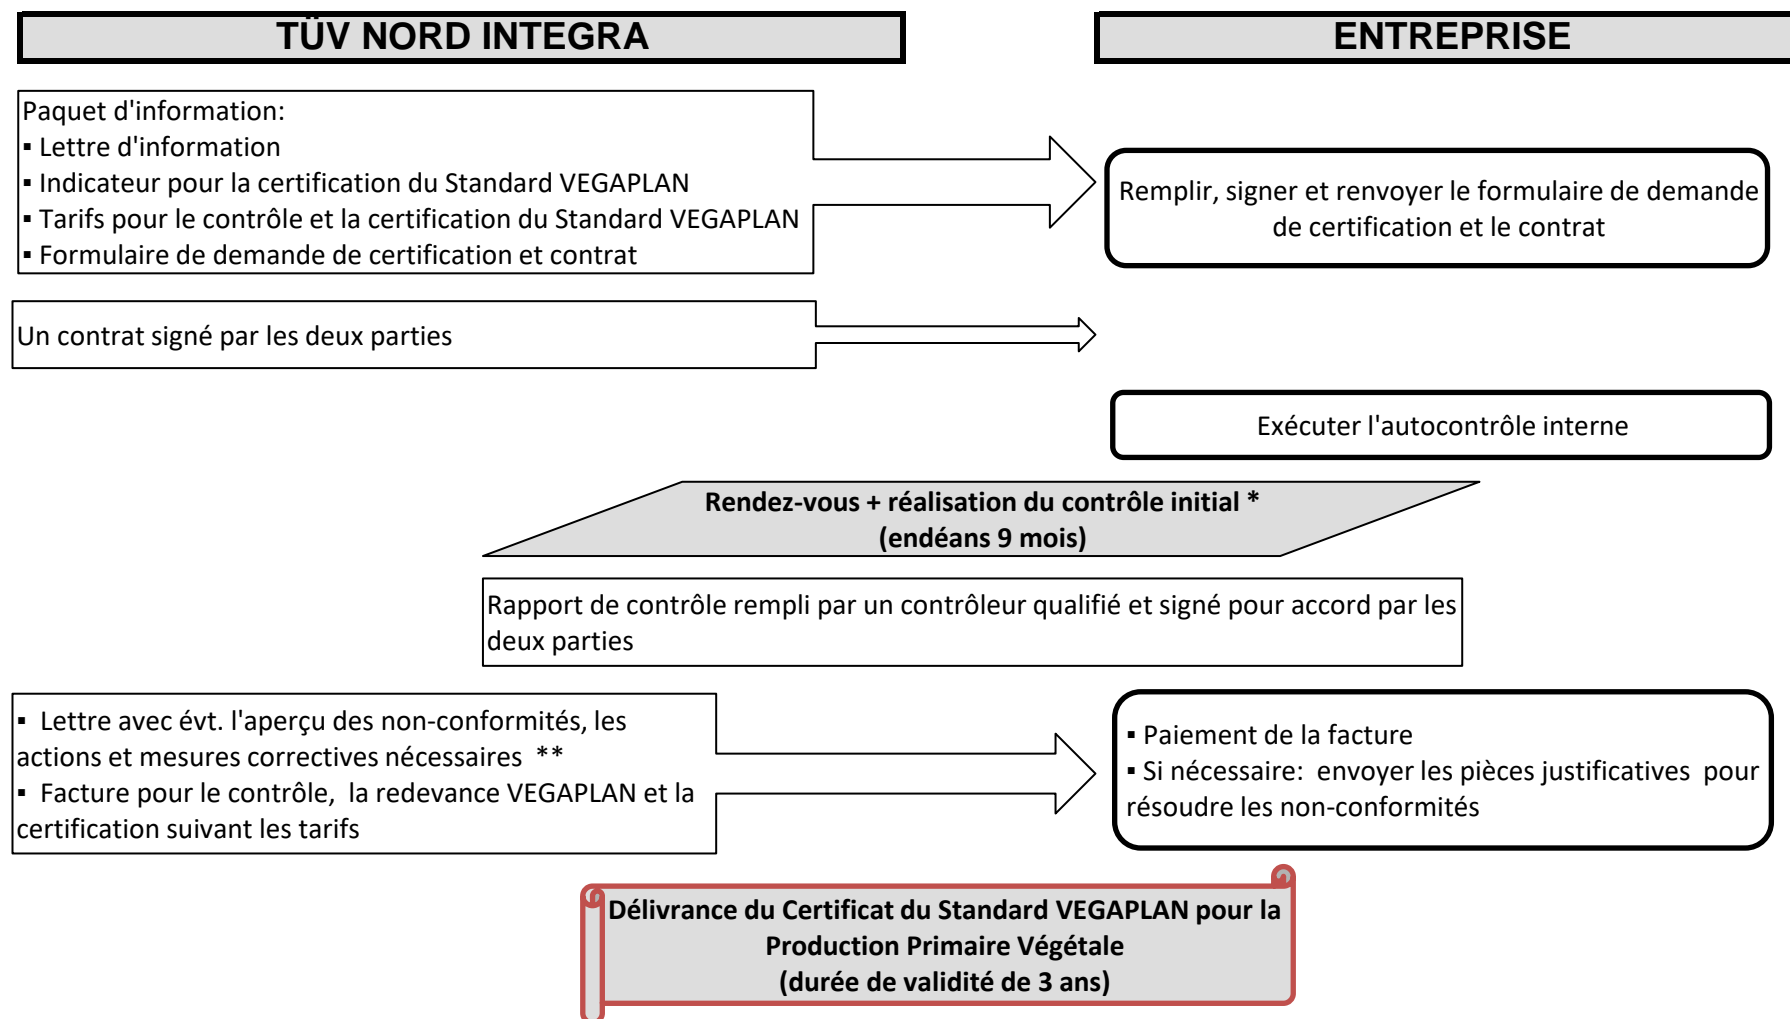 TÜV NORD INTEGRA
ENTREPRISE
Paquet d'information:
▪ Lettre d'information
▪ Indicateur pour la certification du Standard VEGAPLAN
▪ Tarifs pour le contrôle et la certification du Standard VEGAPLAN
▪ Formulaire de demande de certification et contrat
Remplir, signer et renvoyer le formulaire de demande
de certification et le contrat
Un contrat signé par les deux parties
Exécuter l'autocontrôle interne
Rendez-vous + réalisation du contrôle initial *
(endéans 9 mois)
Rapport de contrôle rempli par un contrôleur qualifié et signé pour accord par les
deux parties
▪ Lettre avec évt. l'aperçu des non-conformités, les
actions et mesures correctives nécessaires **
▪ Facture pour le contrôle, la redevance VEGAPLAN et la
certification suivant les tarifs
▪ Paiement de la facture
▪ Si nécessaire: envoyer les pièces justificatives pour
résoudre les non-conformités
Délivrance du Certificat du Standard VEGAPLAN pour la
Production Primaire Végétale
(durée de validité de 3 ans)